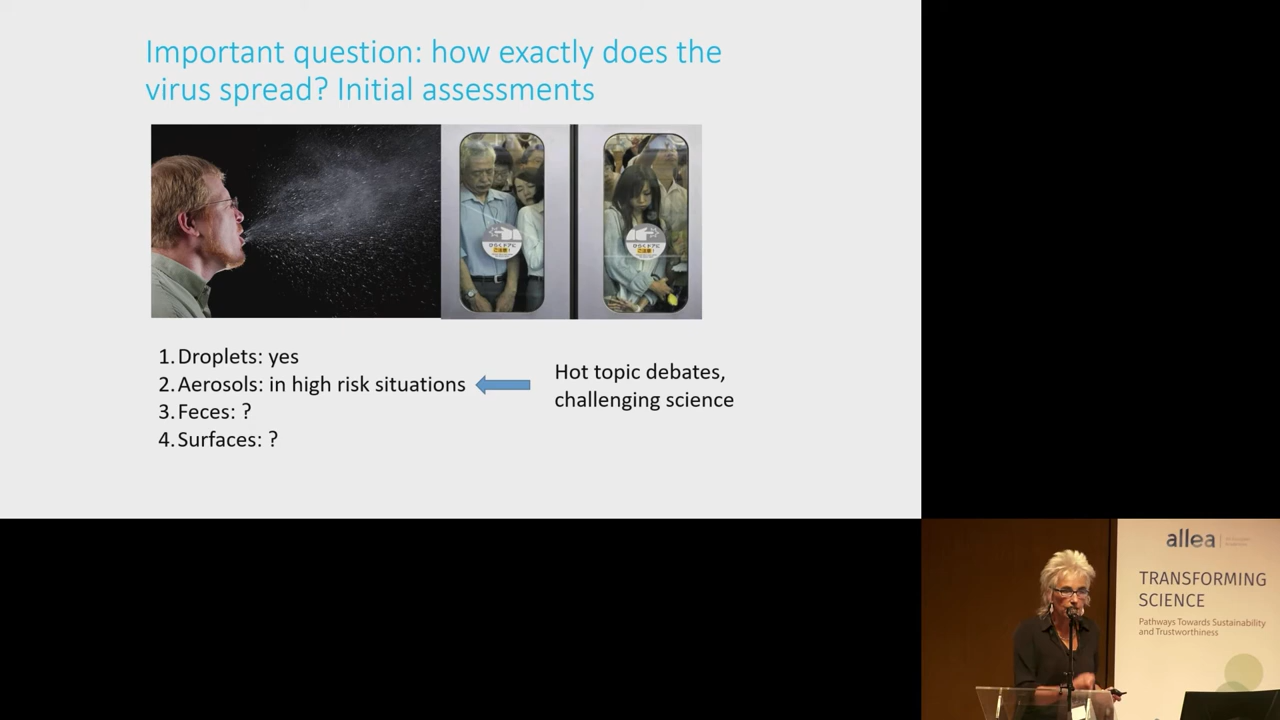 Important question: how exactly does the
virus spread? Initial assessments
1. Droplets: yes
2. Aerosols: in high risk situations
3. Feces: ?
4. Surfaces: ?
Hot topic debates,
challenging science
allea
TRANSFORMING
SCIENCE
Pathways Towards Sustainability
and Trustworthiness